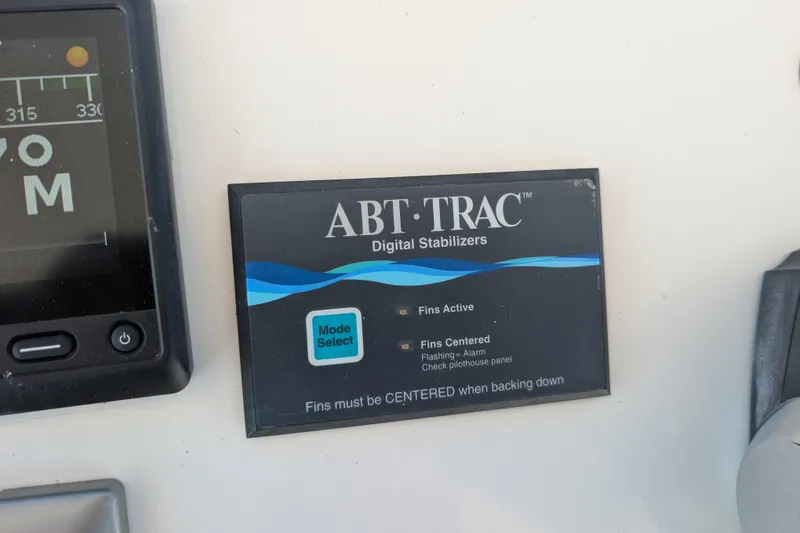 315 330
M
ABT·TRAC™
Digital Stabilizers
Mode
Select
Fins Active
Fins Centered
Flashing = Alarm
Check pilothouse panel
Fins must be CENTERED when backing down